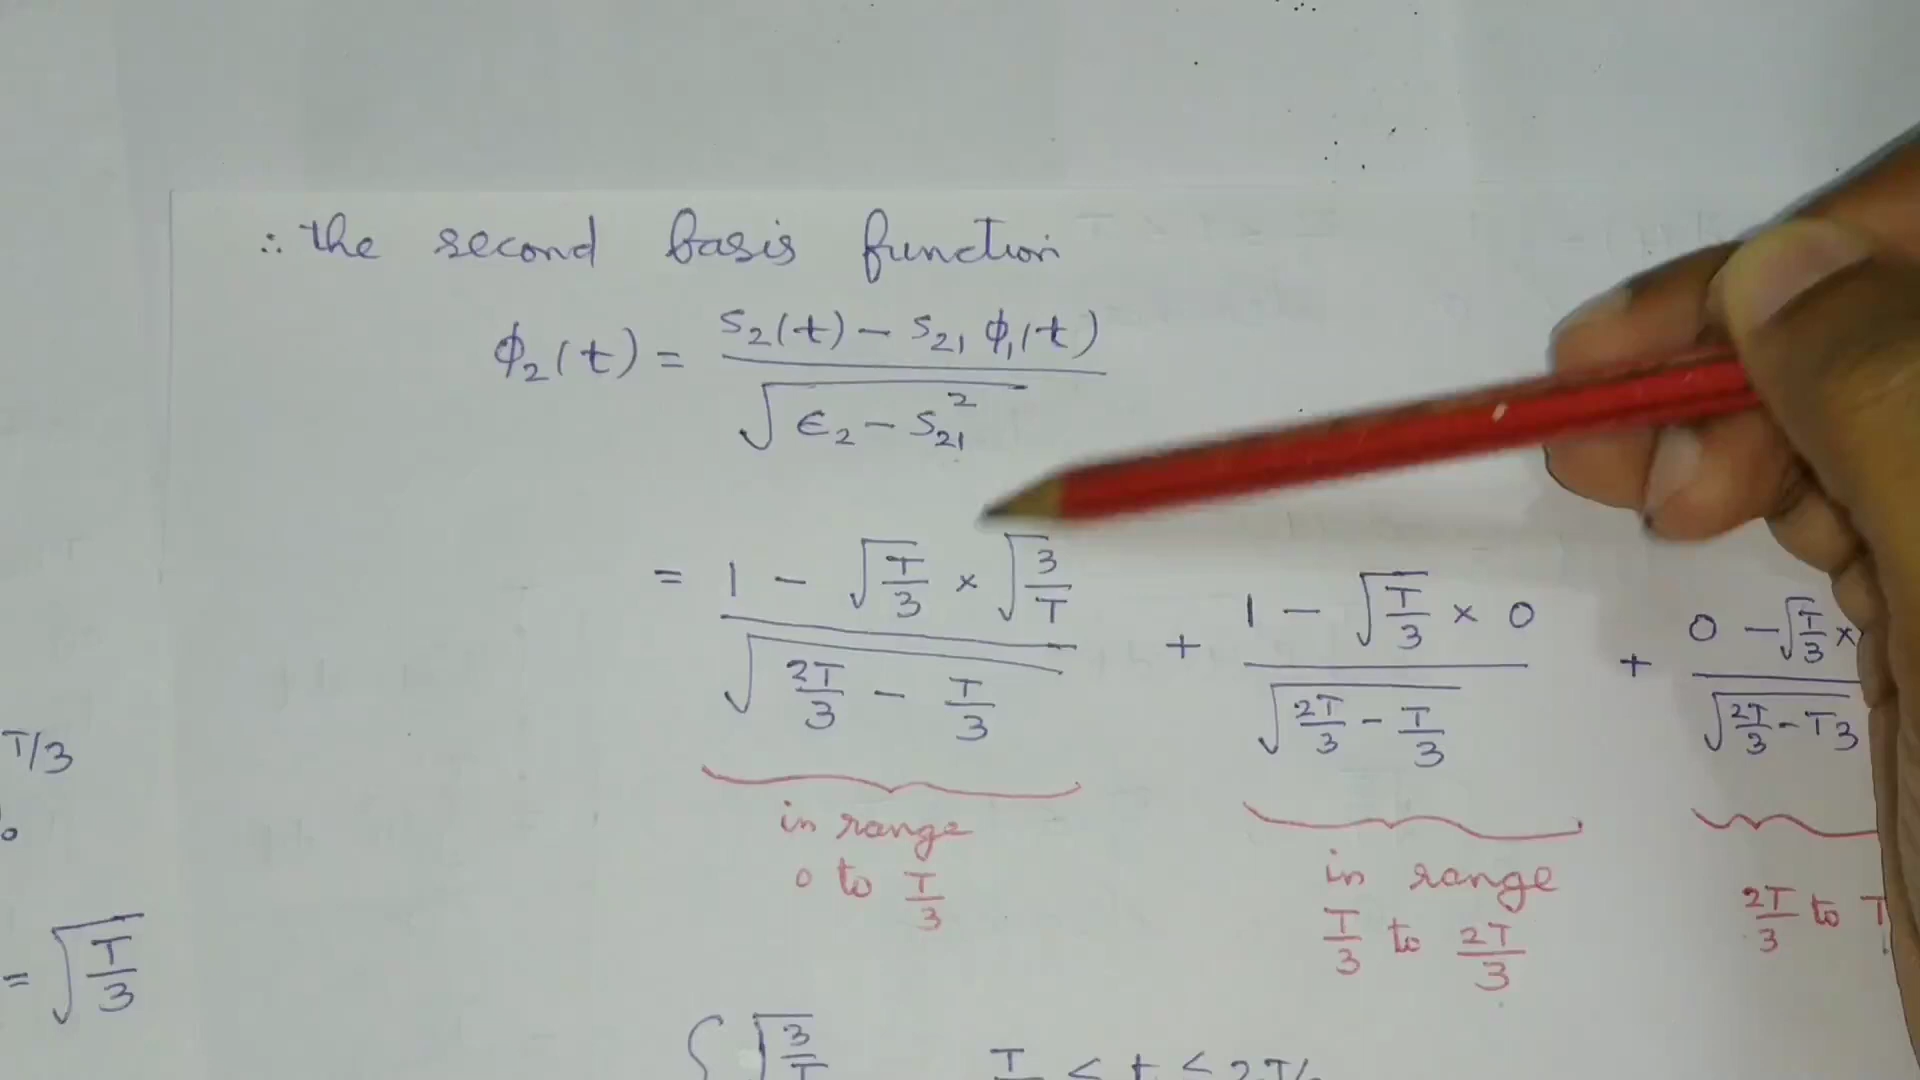 ∴ the second basis function
ϕ₂(t) = (s₂(t) − s₂₁ ϕ₁(t)) / √(ϵ₂ − s₂₁²)
= (1 − √(T/3) × √(3/T)) / √(2T/3 − T/3) + (1 − √(T/3) × 0) / √(2T/3 − T/3) + (0 − √(T/3) × / √(2T/3 − T3
in range 0 to T/3
in range T/3 to 2T/3
2T/3 to T
T/3
= √(T/3)
{ √(3/T) T < t < 2T/